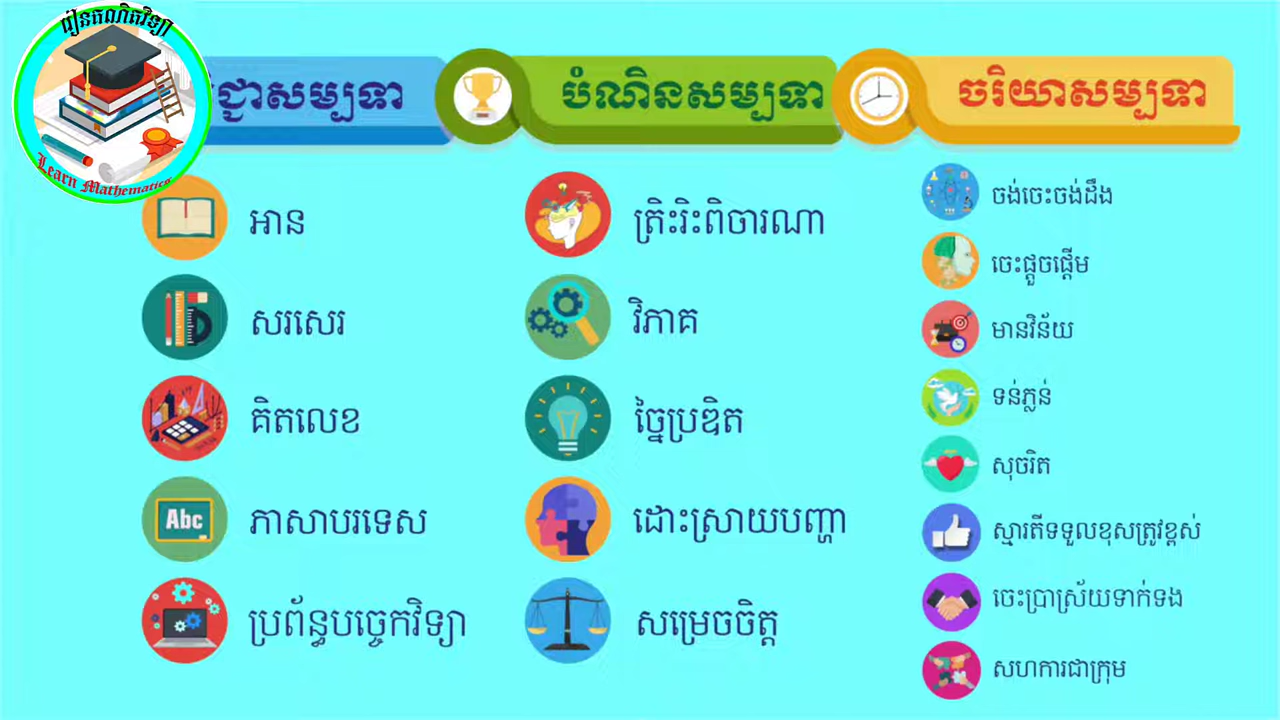 រៀនគណិតវិទ្យា
Learn Mathematics
វិជ្ជាសម្បទា
អាន
សរសេរ
គិតលេខ
Abc
ភាសាបរទេស
ប្រព័ន្ធបច្ចេកវិទ្យា
បំណិនសម្បទា
ត្រិះរិះពិចារណា
វិភាគ
ច្នៃប្រឌិត
ដោះស្រាយបញ្ហា
សម្រេចចិត្ត
ចរិយាសម្បទា
ចង់ចេះចង់ដឹង
ចេះផ្តួចផ្តើម
មានវិន័យ
ទន់ភ្លន់
សុចរិត
ស្មារតីទទួលខុសត្រូវខ្ពស់
ចេះប្រាស្រ័យទាក់ទង
សហការជាក្រុម